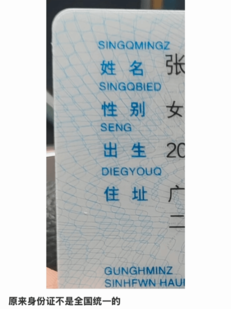 SINGQMINGZ
姓 名 张
SINGQBIED
性 别 女
SENG
出 生 20
DIEGYOUQ
住 址 广
二
GUNGHMINZ
SINHFWN HAU
原来身份证不是全国统一的